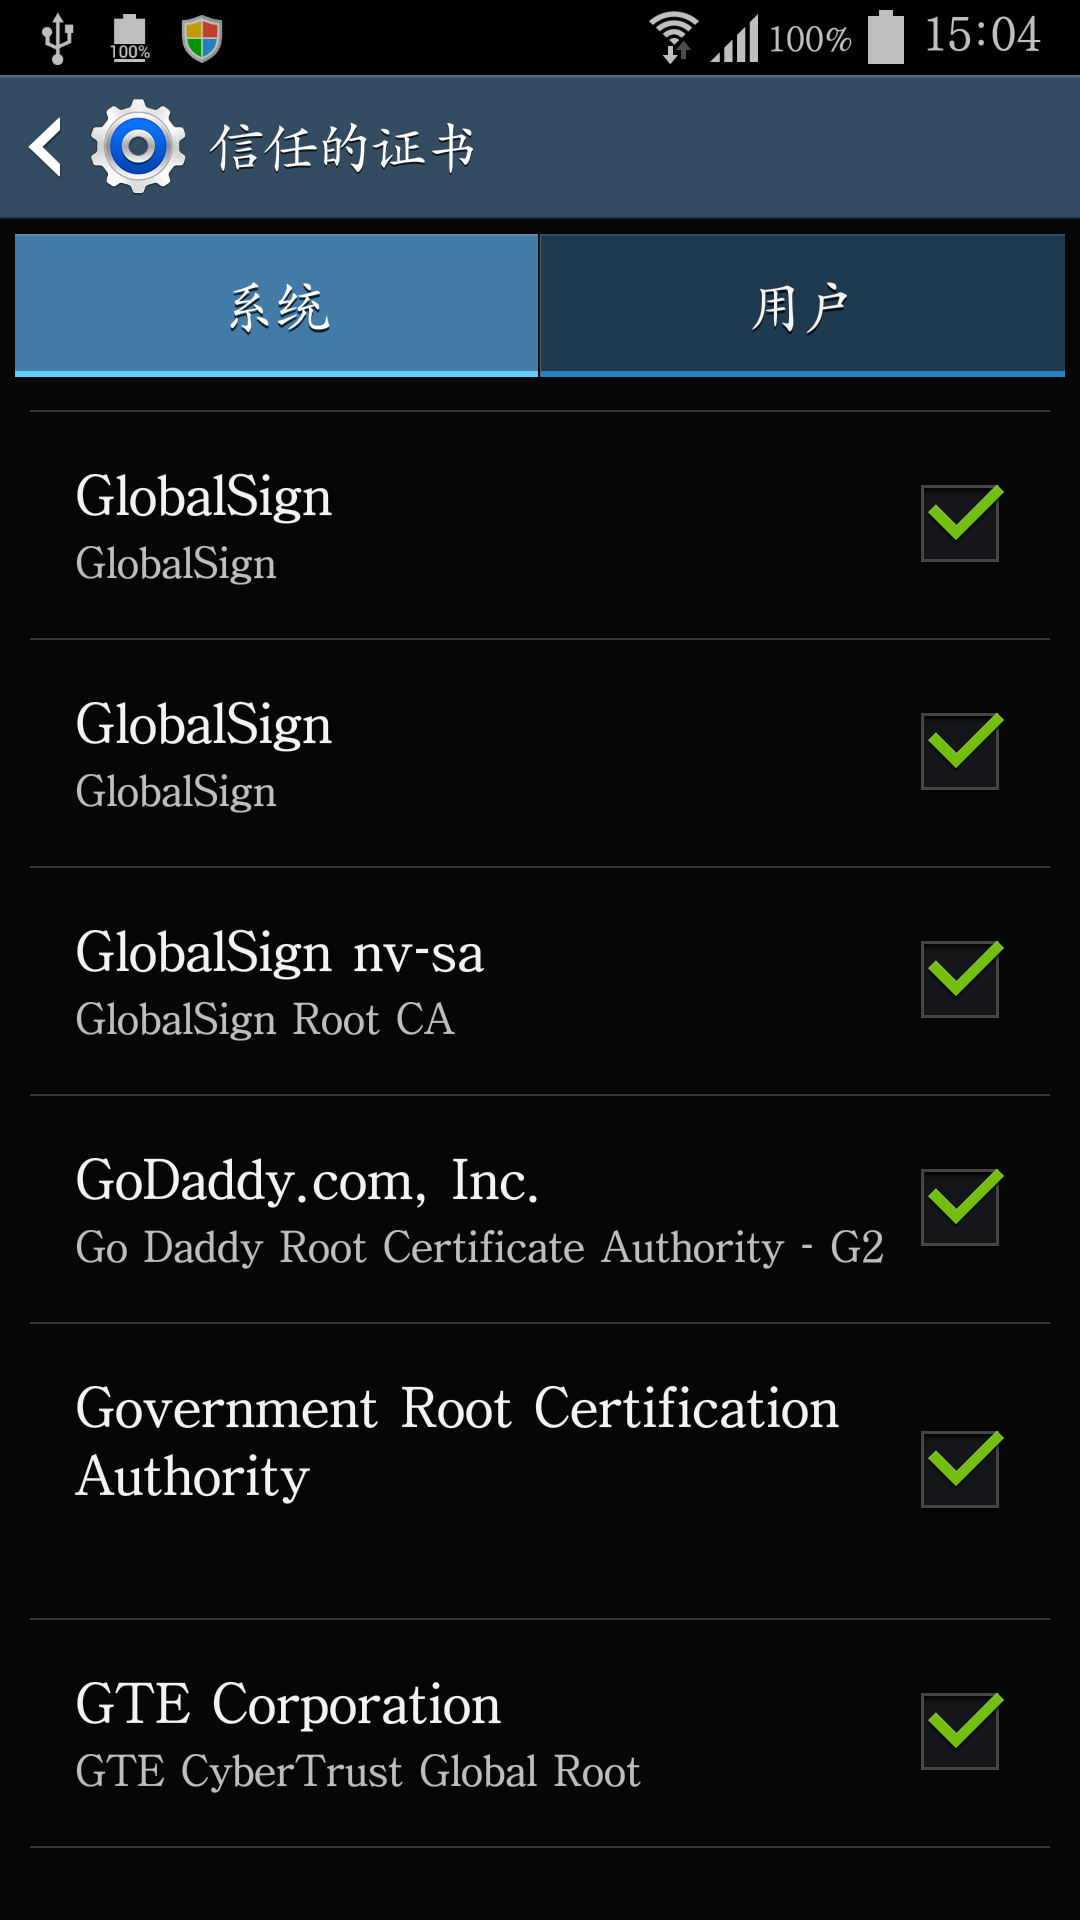 100%
100%
15:04
信任的证书
系统
用户
GlobalSign
GlobalSign
GlobalSign
GlobalSign
GlobalSign nv-sa
GlobalSign Root CA
GoDaddy.com, Inc.
Go Daddy Root Certificate Authority - G2
Government Root Certification
Authority
GTE Corporation
GTE CyberTrust Global Root